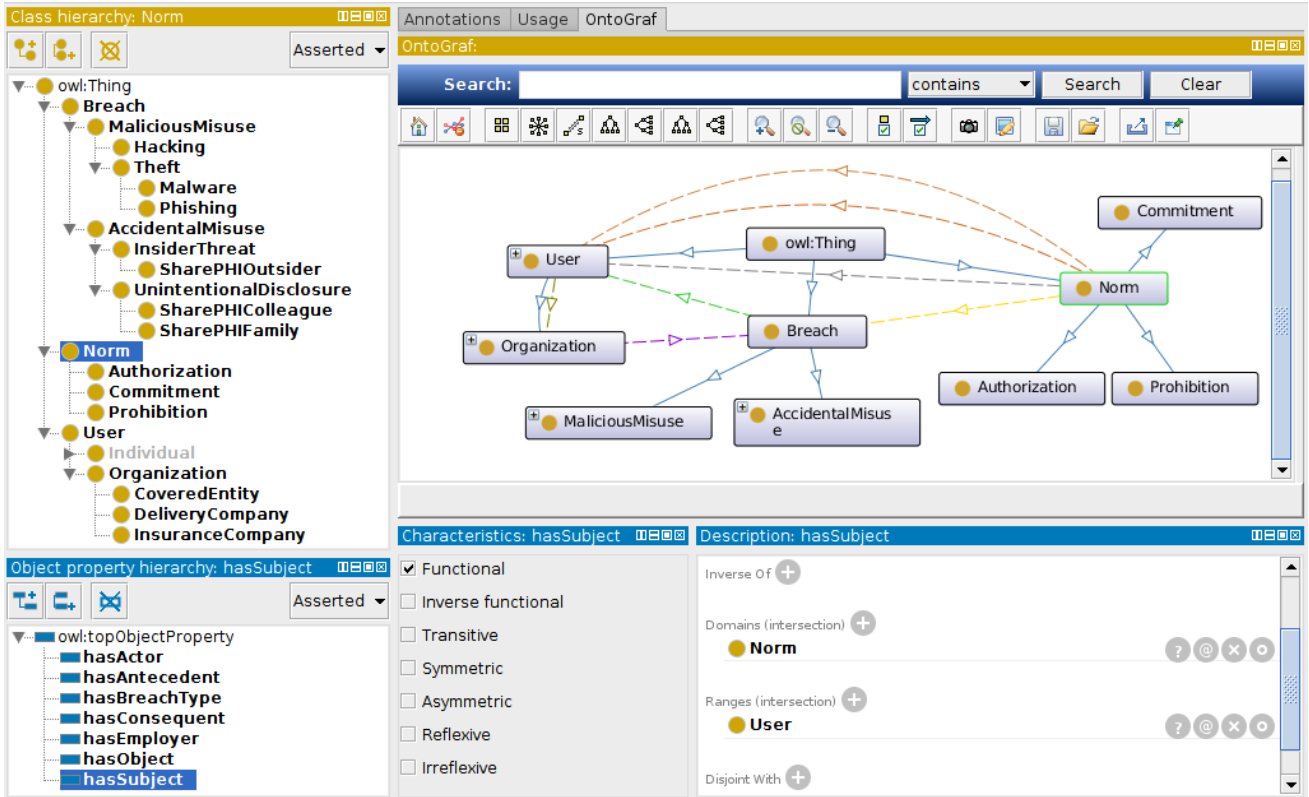 Class hierarchy: Norm
Asserted
owl:Thing
Breach
MaliciousMisuse
Hacking
Theft
Malware
Phishing
AccidentalMisuse
InsiderThreat
SharePHIOutsider
UnintentionalDisclosure
SharePHIColleague
SharePHIFamily
Norm
Authorization
Commitment
Prohibition
User
Individual
Organization
CoveredEntity
DeliveryCompany
InsuranceCompany
Object property hierarchy: hasSubject
Asserted
owl:topObjectProperty
hasActor
hasAntecedent
hasBreachType
hasConsequent
hasEmployer
hasObject
hasSubject
Annotations Usage OntoGraf
OntoGraf:
Search: contains Search Clear
Commitment
owl:Thing
User
Norm
Breach
Organization
Authorization
Prohibition
MaliciousMisuse
AccidentalMisus
e
Characteristics: hasSubject
Functional
Inverse functional
Transitive
Symmetric
Asymmetric
Reflexive
Irreflexive
Description: hasSubject
Inverse Of
Domains (intersection)
Norm
Ranges (intersection)
User
Disjoint With